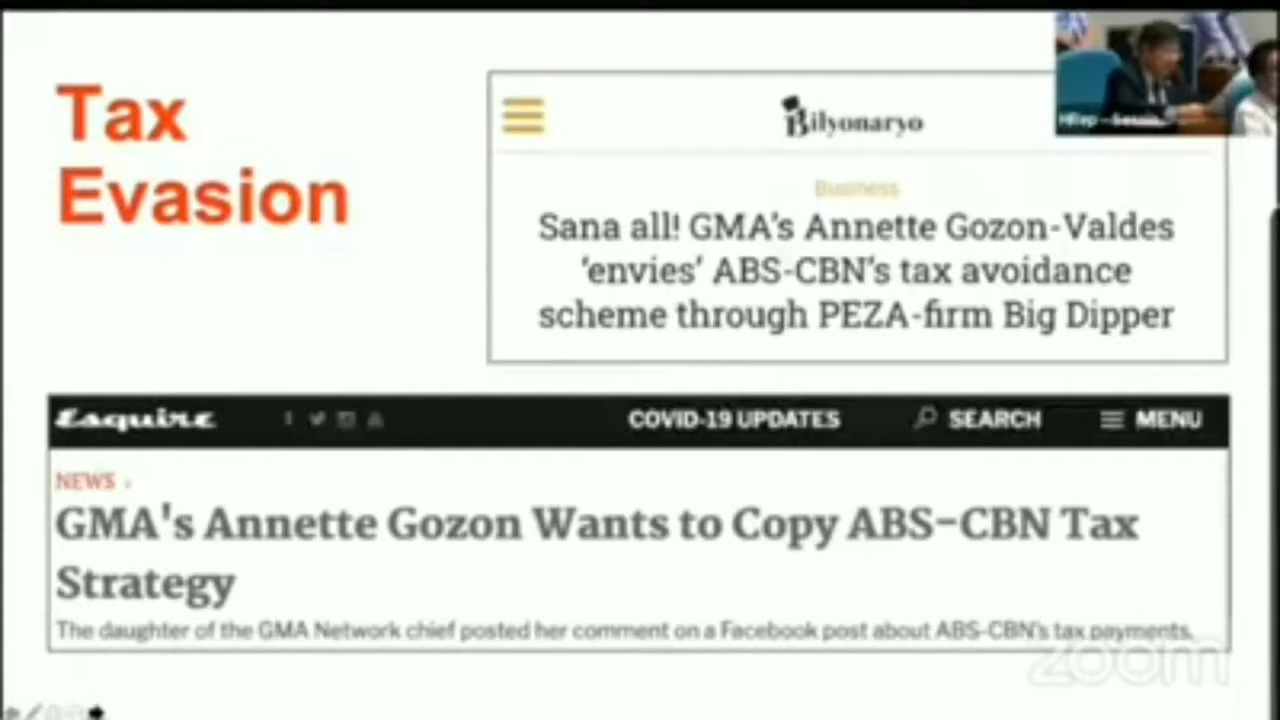 Tax
Evasion
Bilyonaryo
Business
Sana all! GMA's Annette Gozon-Valdes
'envies' ABS-CBN's tax avoidance
scheme through PEZA-firm Big Dipper
Esquire
COVID-19 UPDATES
SEARCH
MENU
NEWS
GMA's Annette Gozon Wants to Copy ABS-CBN Tax
Strategy
The daughter of the GMA Network chief posted her comment on a Facebook post about ABS-CBN's tax payments.
zoom